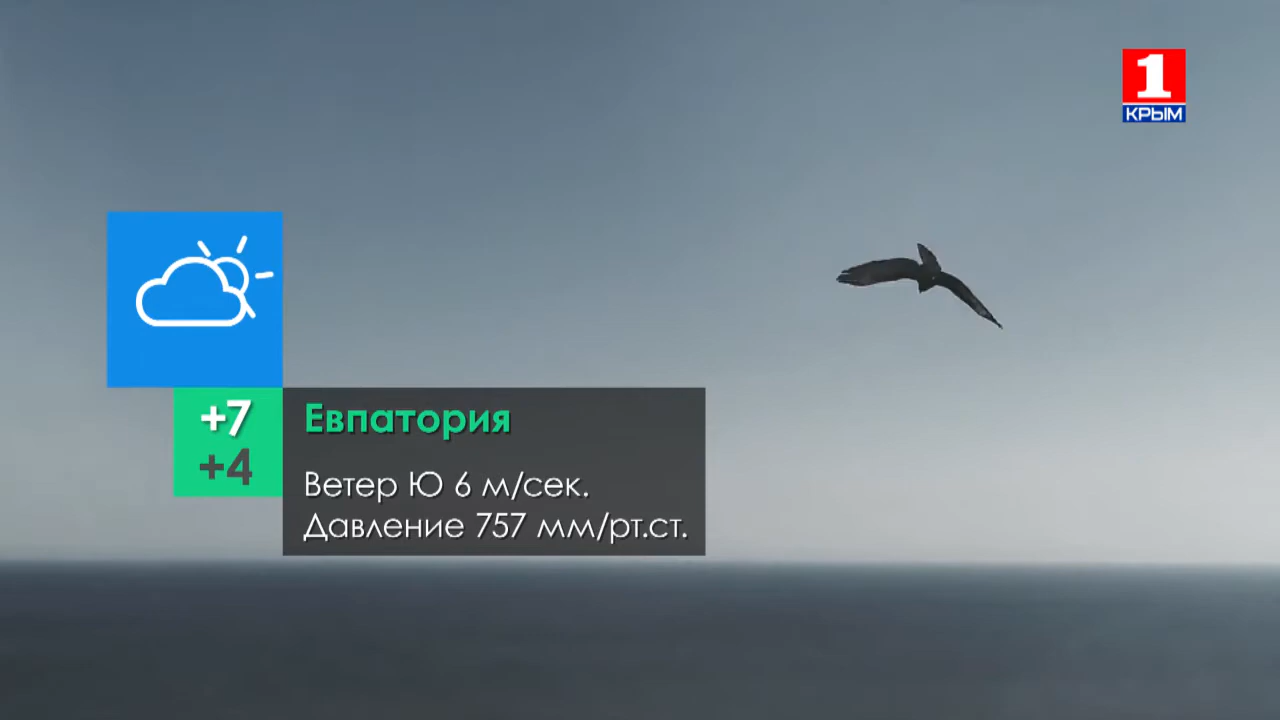 1
КРЫМ
+7
+4
Евпатория
Ветер Ю 6 м/сек.
Давление 757 мм/рт.ст.